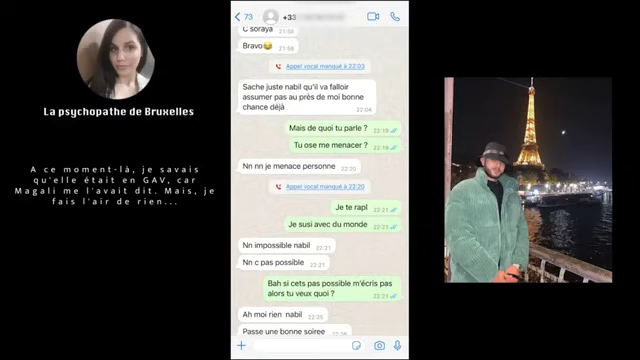 La psychopathe de Bruxelles
A ce moment-là, je savais
qu'elle était en GAV, car
Magali me l'avait dit. Mais, je
fais l'air de rien...
73
+33
C soraya
21:58
Bravo😂
21:58
Appel vocal manqué à 22:03
Sache juste nabil qu'il va falloir
assumer pas au près de moi bonne
chance déjà
22:04
Mais de quoi tu parle ?
22:19
Tu ose me menacer ?
22:19
Nn nn je menace personne
22:20
Appel vocal manqué à 22:20
Je te rapl
22:21
Je susi avec du monde
22:21
Nn impossible nabil
22:21
Nn c pas possible
22:21
Bah si cets pas possible m'écris pas
alors tu veux quoi ?
22:21
Ah moi rien nabil
22:25
Passe une bonne soiree